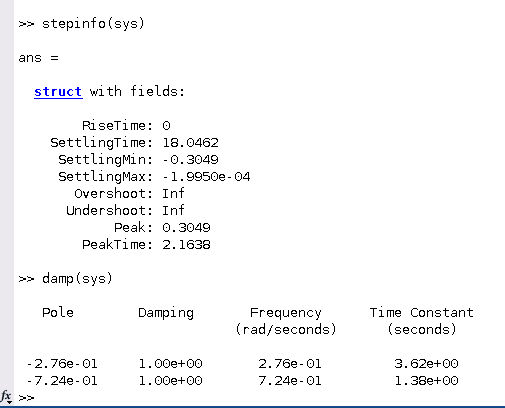 >> stepinfo(sys)
ans =
struct with fields:
RiseTime: 0
SettlingTime: 18.0462
SettlingMin: -0.3049
SettlingMax: -1.9950e-04
Overshoot: Inf
Undershoot: Inf
Peak: 0.3049
PeakTime: 2.1638
>> damp(sys)
Pole Damping Frequency Time Constant
(rad/seconds) (seconds)
-2.76e-01 1.00e+00 2.76e-01 3.62e+00
-7.24e-01 1.00e+00 7.24e-01 1.38e+00
fx >>